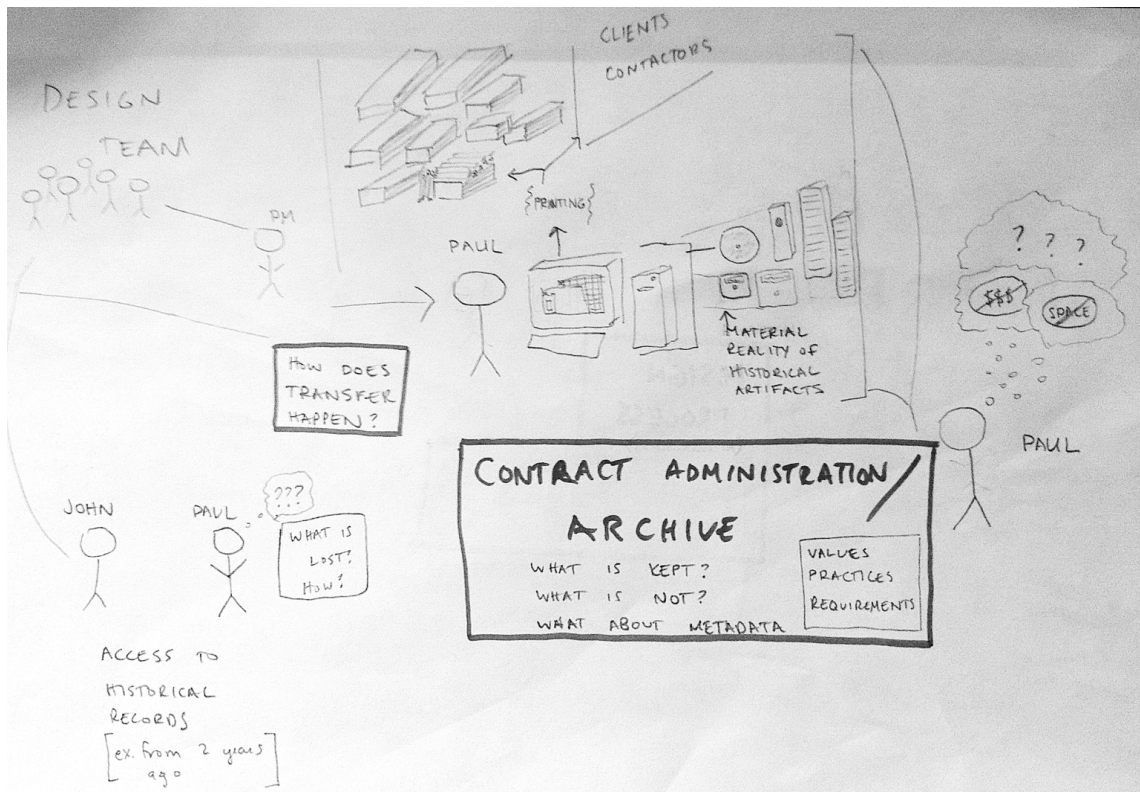 DESIGN
TEAM
PM
CLIENTS
CONTACTORS
{PRINTING}
PAUL
MATERIAL
REALITY OF
HISTORICAL
ARTIFACTS
? ? ?
$$$
SPACE
PAUL
HOW DOES
TRANSFER
HAPPEN?
JOHN
PAUL
???
WHAT IS
LOST?
HOW?
ACCESS TO
HISTORICAL
RECORDS
[ex. from 2 years
ago]
CONTRACT ADMINISTRATION/
ARCHIVE
WHAT IS KEPT?
WHAT IS NOT?
WHAT ABOUT METADATA
VALUES
PRACTICES
REQUIREMENTS